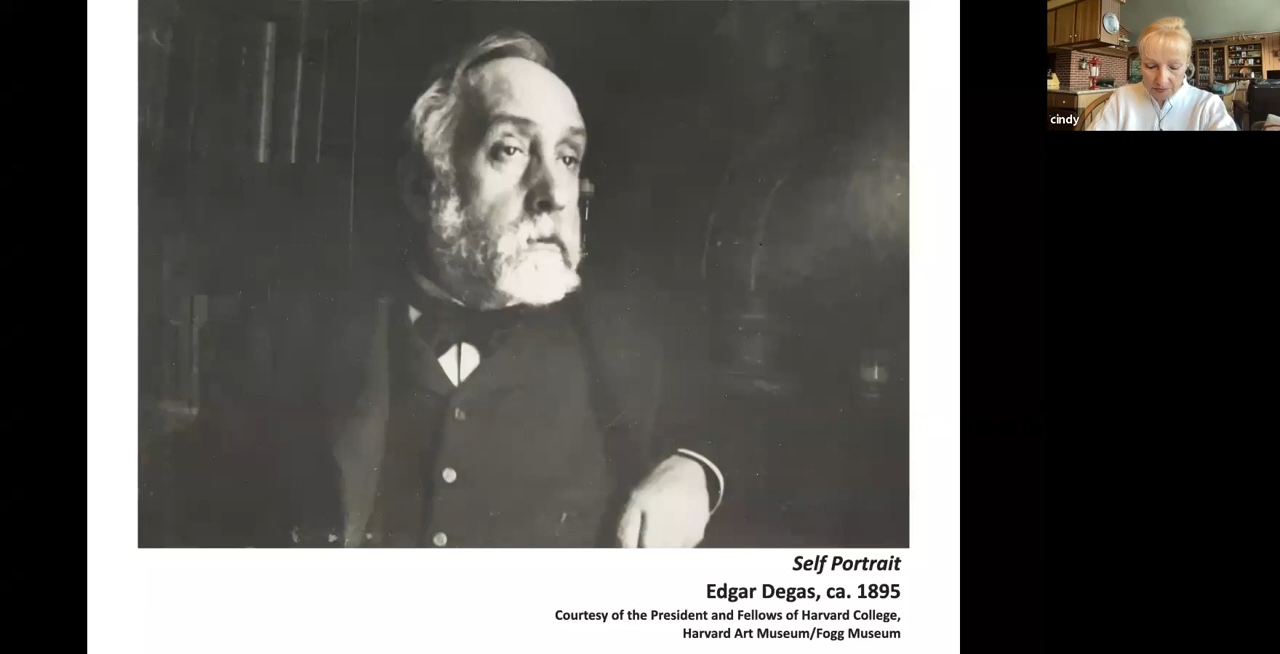 cindy
Self Portrait
Edgar Degas, ca. 1895
Courtesy of the President and Fellows of Harvard College,
Harvard Art Museum/Fogg Museum